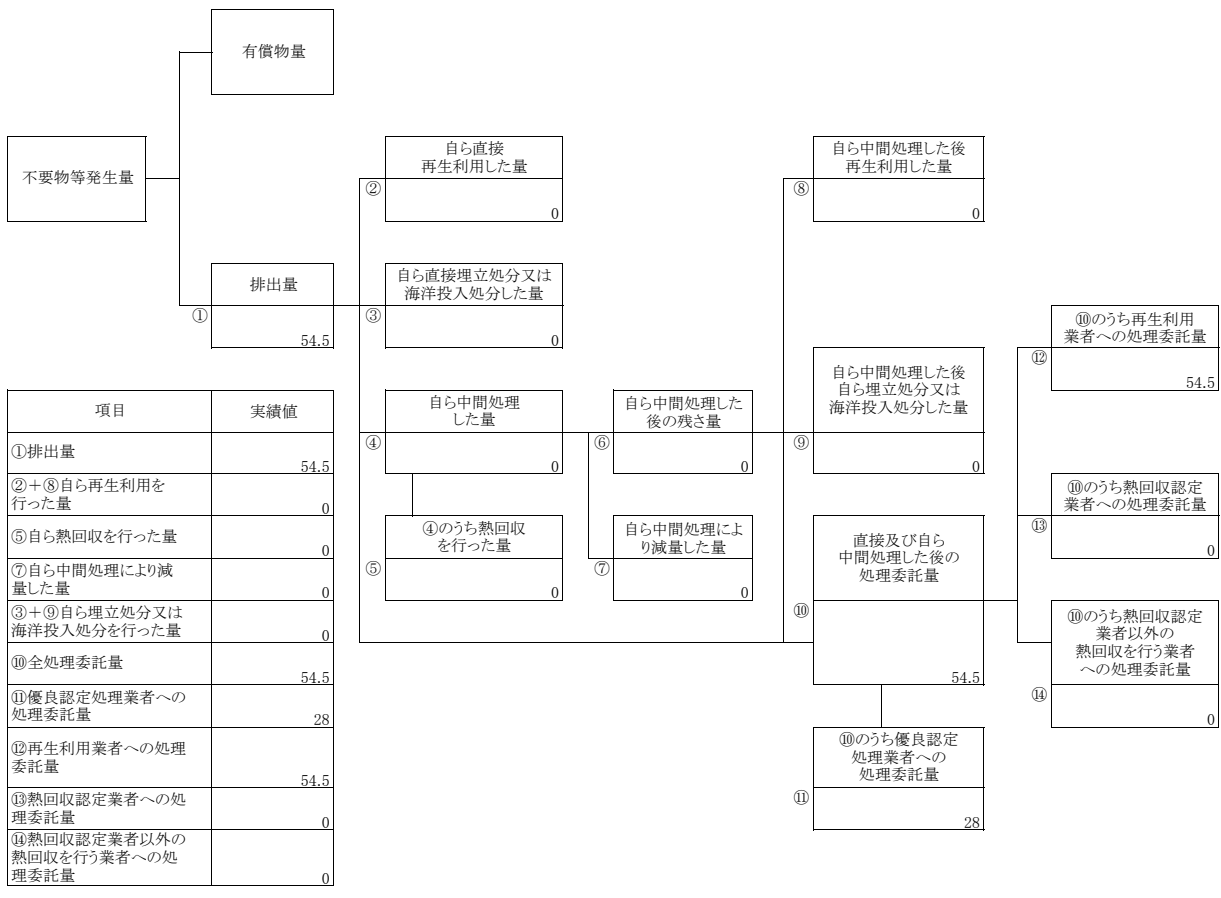 有償物量
不要物等発生量
自ら直接
再生利用した量
②
0
自ら中間処理した後
再生利用した量
⑧
0
排出量
①
54.5
自ら直接埋立処分又は
海洋投入処分した量
③
0
⑩のうち再生利用
業者への処理委託量
⑫
54.5
自ら中間処理
した量
④
0
自ら中間処理した
後の残さ量
⑥
0
自ら中間処理した後
自ら埋立処分又は
海洋投入処分した量
⑨
0
⑩のうち熱回収認定
業者への処理委託量
⑬
0
④のうち熱回収
を行った量
⑤
0
自ら中間処理によ
り減量した量
⑦
0
直接及び自ら
中間処理した後の
処理委託量
⑩
54.5
⑩のうち熱回収認定
業者以外の
熱回収を行う業者
への処理委託量
⑭
0
⑩のうち優良認定
処理業者への
処理委託量
⑪
28
項目 実績値
①排出量
54.5
②＋⑧自ら再生利用を
行った量
0
⑤自ら熱回収を行った量
0
⑦自ら中間処理により減
量した量
0
③＋⑨自ら埋立処分又は
海洋投入処分を行った量
0
⑩全処理委託量
54.5
⑪優良認定処理業者への
処理委託量
28
⑫再生利用業者への処理
委託量
54.5
⑬熱回収認定業者への処
理委託量
0
⑭熱回収認定業者以外の
熱回収を行う業者への処
理委託量
0